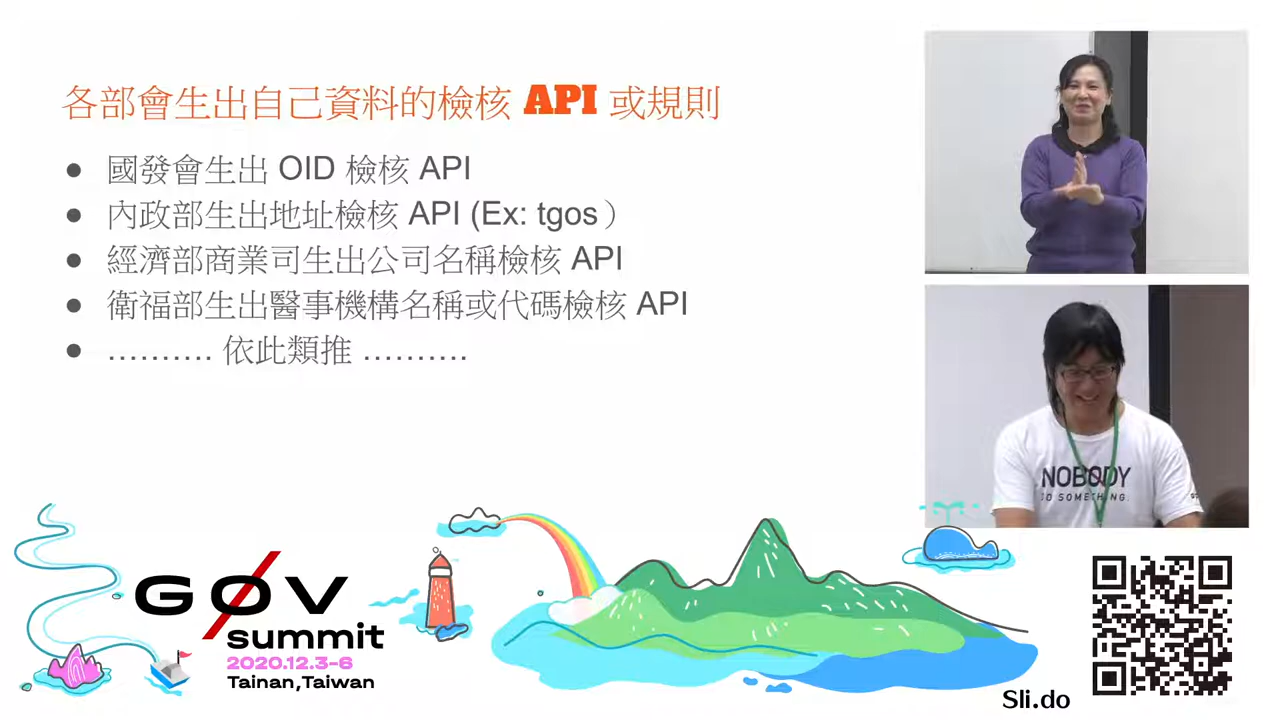 各部會生出自己資料的檢核 API 或規則
● 國發會生出 OID 檢核 API
● 內政部生出地址檢核 API (Ex: tgos）
● 經濟部商業司生出公司名稱檢核 API
● 衛福部生出醫事機構名稱或代碼檢核 API
● ………. 依此類推 ……….
NOBODY
DO SOMETHING.
GØV
summit
2020.12.3-6
Tainan,Taiwan
Sli.do